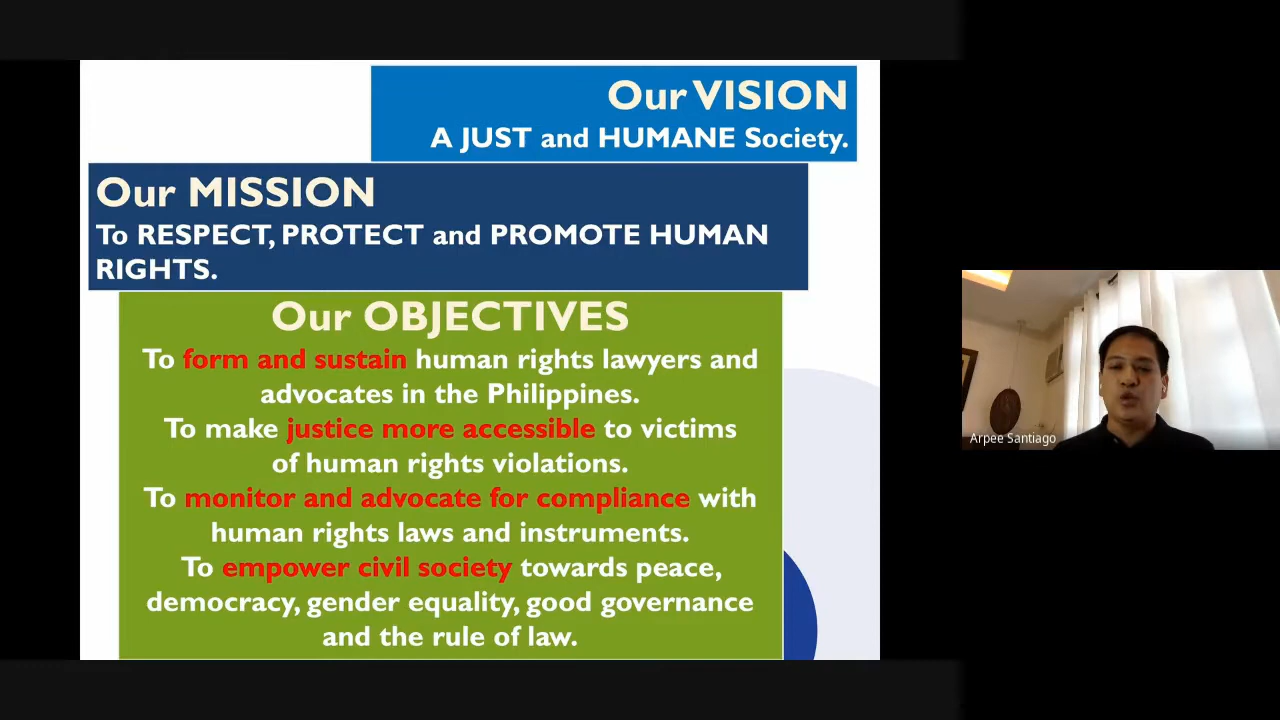 Our VISION
A JUST and HUMANE Society.
Our MISSION
To RESPECT, PROTECT and PROMOTE HUMAN
RIGHTS.
Our OBJECTIVES
To form and sustain human rights lawyers and
advocates in the Philippines.
To make justice more accessible to victims
of human rights violations.
To monitor and advocate for compliance with
human rights laws and instruments.
To empower civil society towards peace,
democracy, gender equality, good governance
and the rule of law.
Arpee Santiago